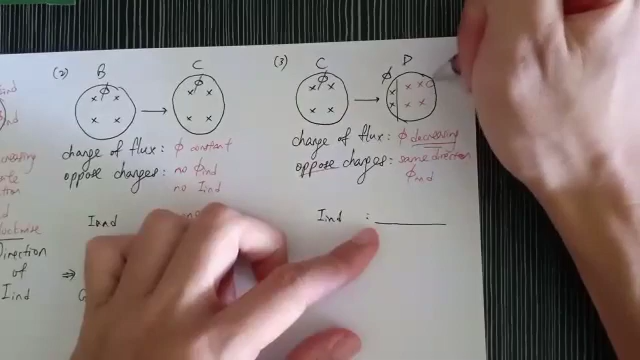 (2)
B
C
φ
φ
x x
x x
x x
x x
change of flux: φ constant
oppose changes: no φind
no Iind
Iind
(3)
C
D
φ
φ
x x
x x
x x x
x x x
change of flux: φ decreasing
oppose changes: same direction
φind
Iind :
Direction
of
Iind ⇒